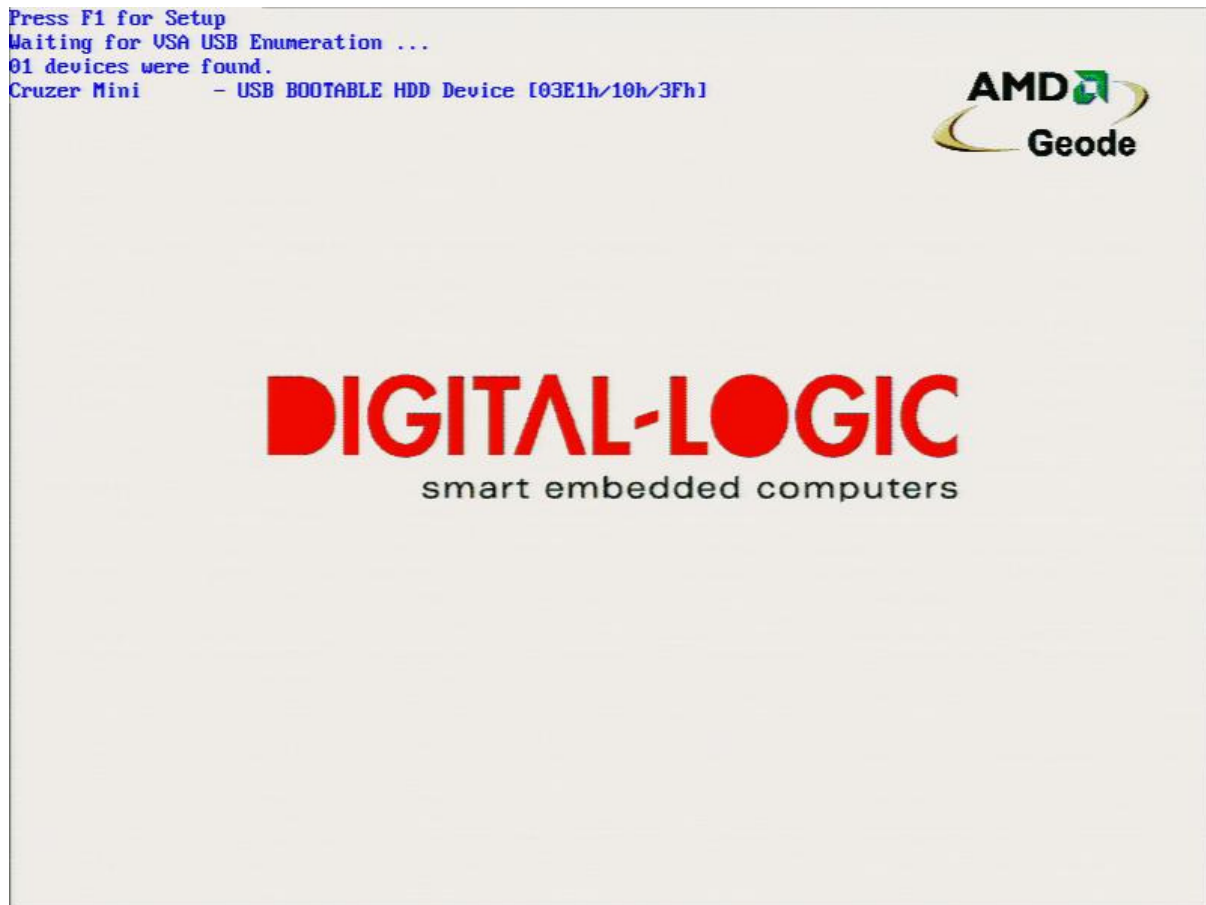 Press F1 for Setup
Waiting for VSA USB Enumeration ...
01 devices were found.
Cruzer Mini - USB BOOTABLE HDD Device [03E1h/10h/3Fh]
AMD
Geode
DIGITAL-LOGIC
smart embedded computers